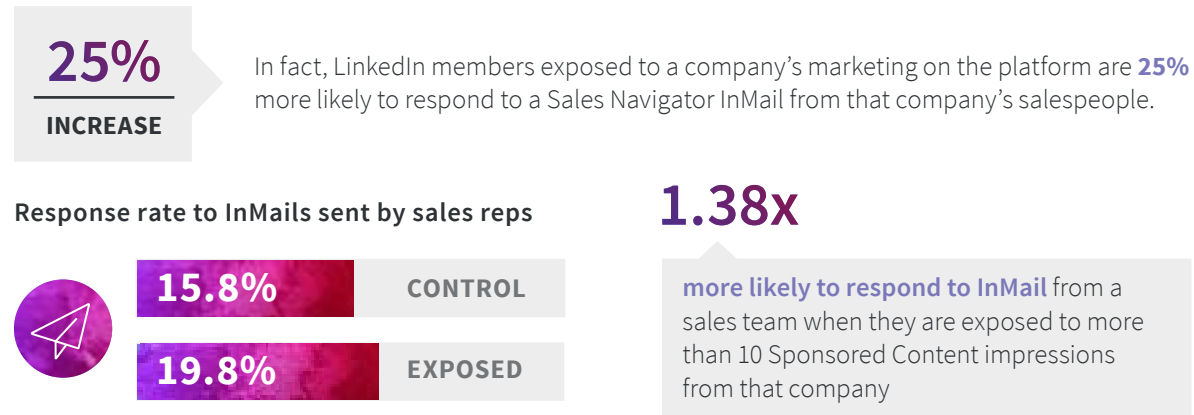 25%
INCREASE
In fact, LinkedIn members exposed to a company’s marketing on the platform are 25%
more likely to respond to a Sales Navigator InMail from that company’s salespeople.
Response rate to InMails sent by sales reps
15.8% CONTROL
19.8% EXPOSED
1.38x
more likely to respond to InMail from a
sales team when they are exposed to more
than 10 Sponsored Content impressions
from that company